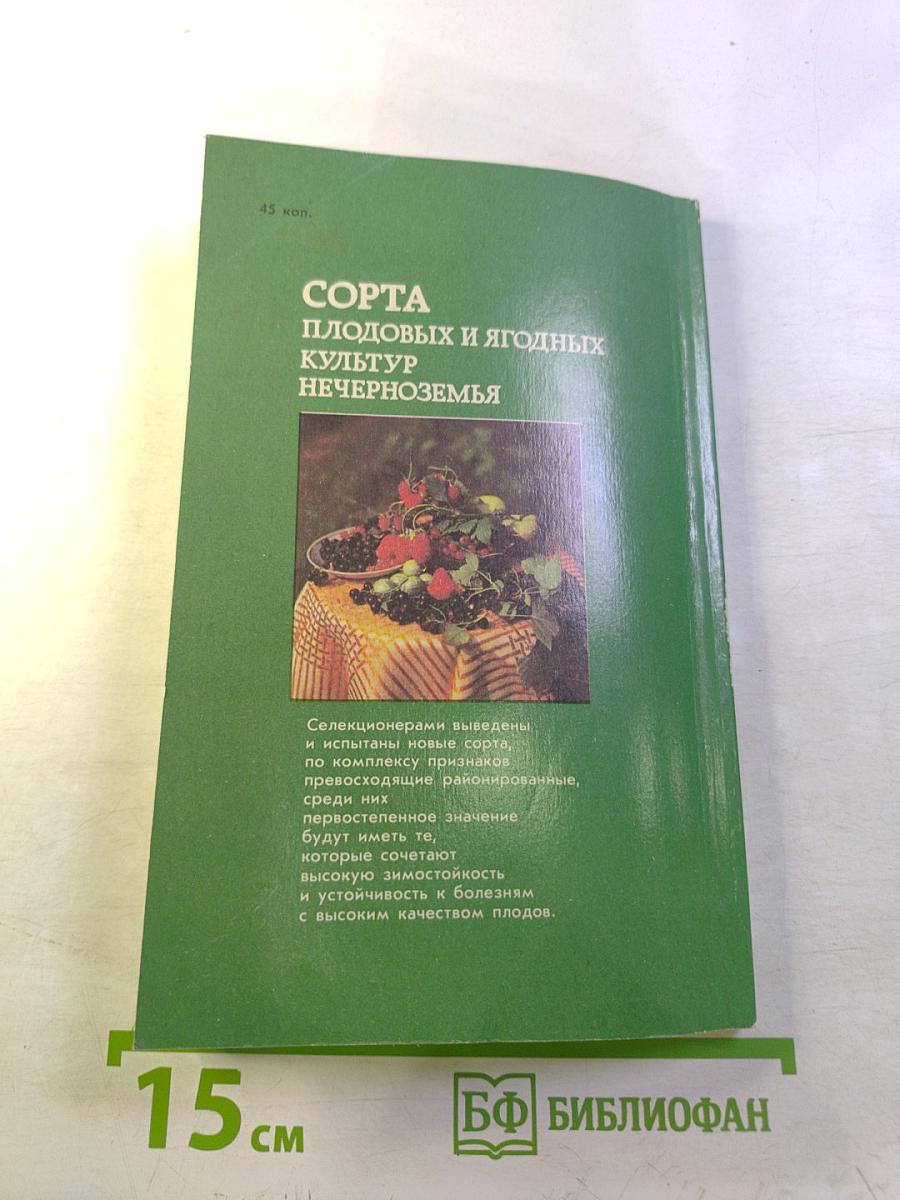 45 коп.
СОРТА
ПЛОДОВЫХ И ЯГОДНЫХ
КУЛЬТУР
НЕЧЕРНОЗЕМЬЯ
Селекционерами выведены
и испытаны новые сорта,
по комплексу признаков
превосходящие районированные,
среди них
первостепенное значение
будут иметь те,
которые сочетают
высокую зимостойкость
и устойчивость к болезням
с высоким качеством плодов.
15 см
БФ БИБЛИОФАН